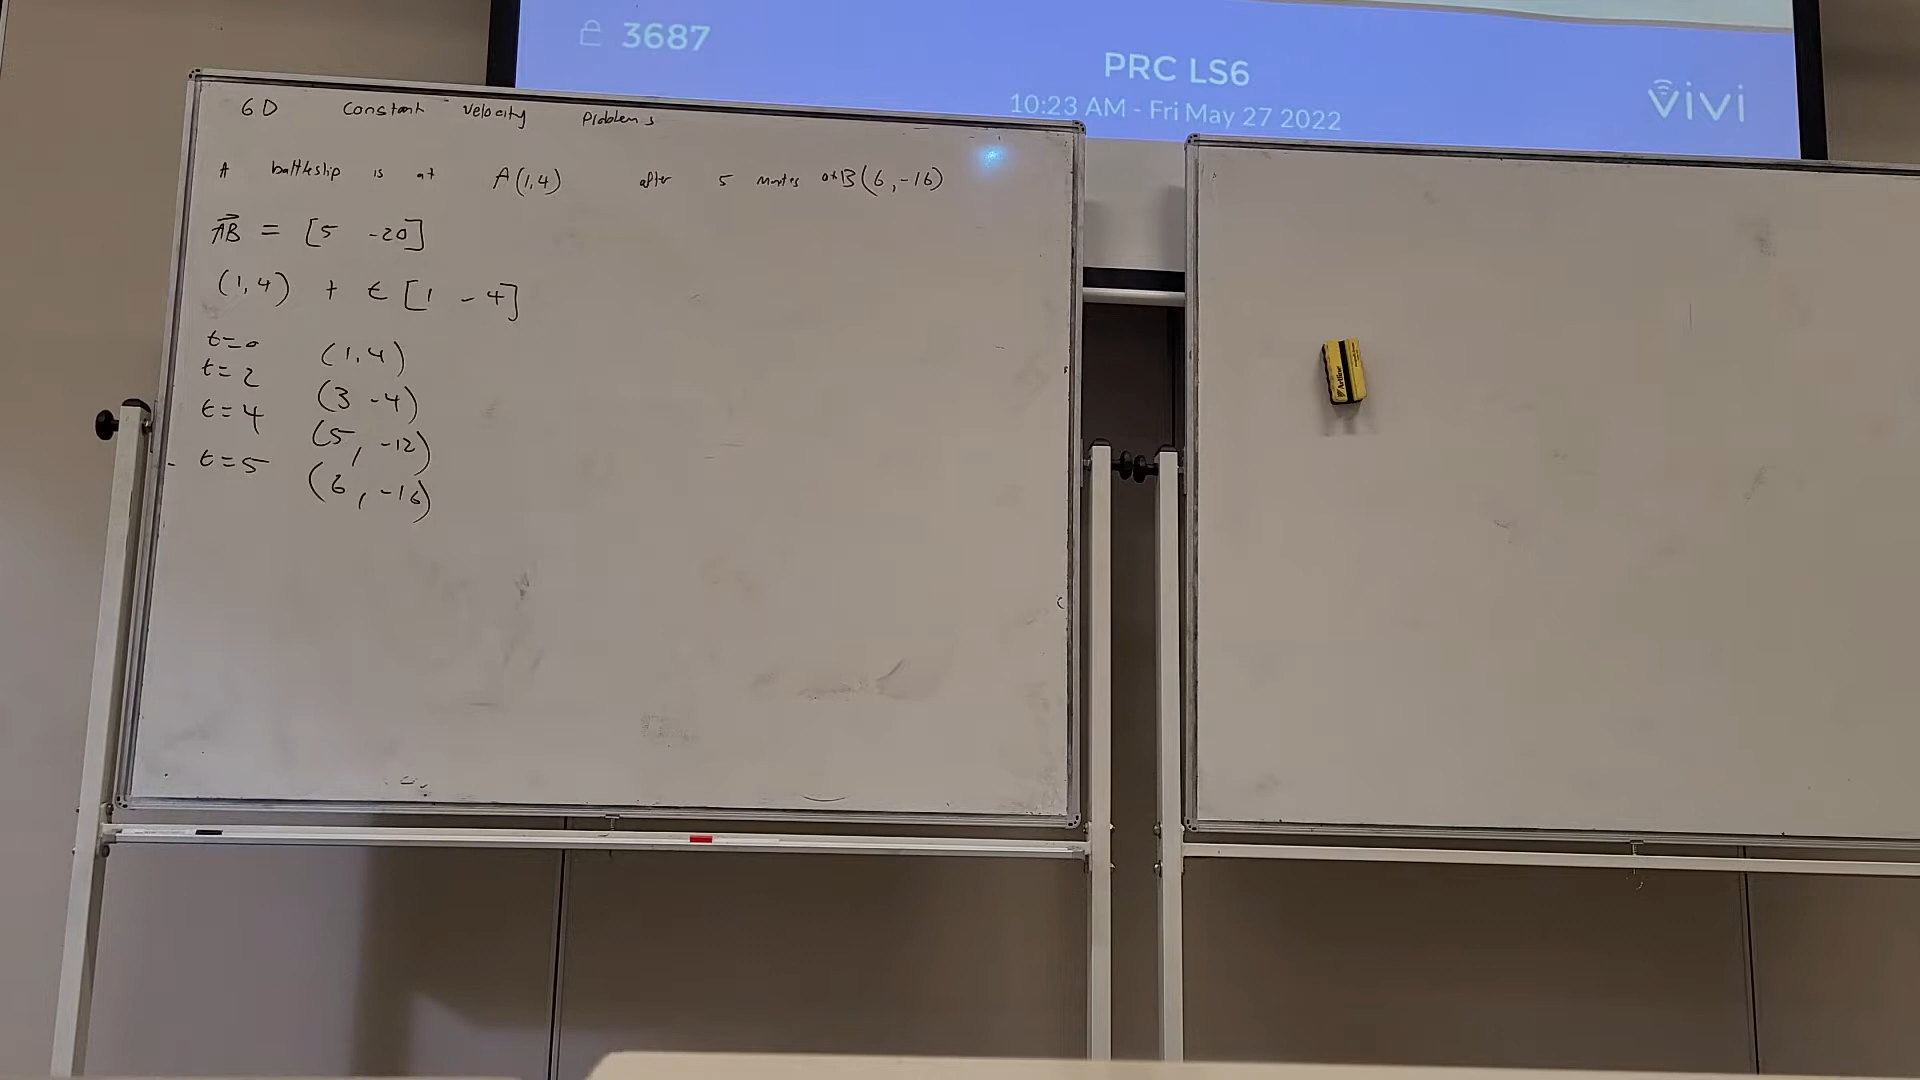 3687
PRC LS6
10:23 AM - Fri May 27 2022
vivi
6D Constant Velocity Problems
A battleship is at A(1,4) after 5 mintes at B(6,-16)
AB = [5 -20]
(1,4) + t [1 -4]
t=0 (1,4)
t=2 (3 -4)
t=4 (5, -12)
t=5 (6, -16)
Artline